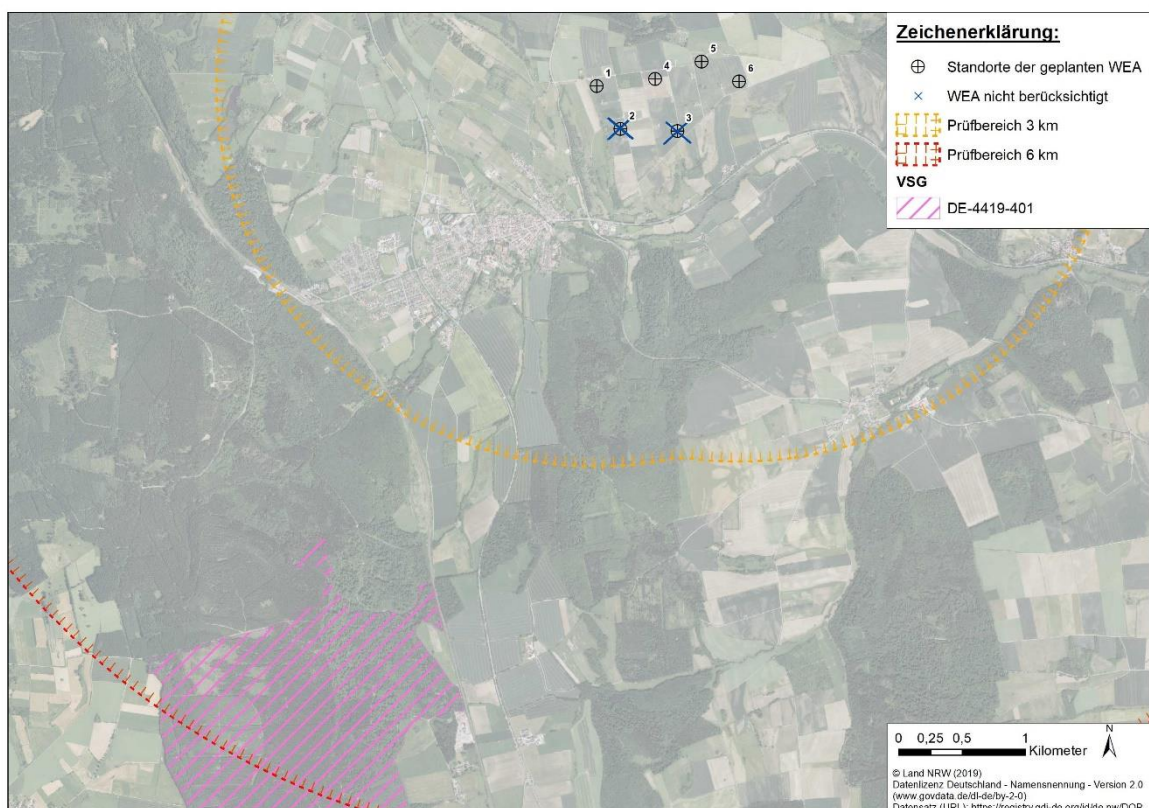 Zeichenerklärung:
Standorte der geplanten WEA
WEA nicht berücksichtigt
Prüfbereich 3 km
Prüfbereich 6 km
VSG
DE-4419-401
1
4
5
6
2
3
0 0,25 0,5 1
Kilometer
N
© Land NRW (2019)
Datenlizenz Deutschland - Namensnennung - Version 2.0
(www.govdata.de/dl-de/by-2-0)